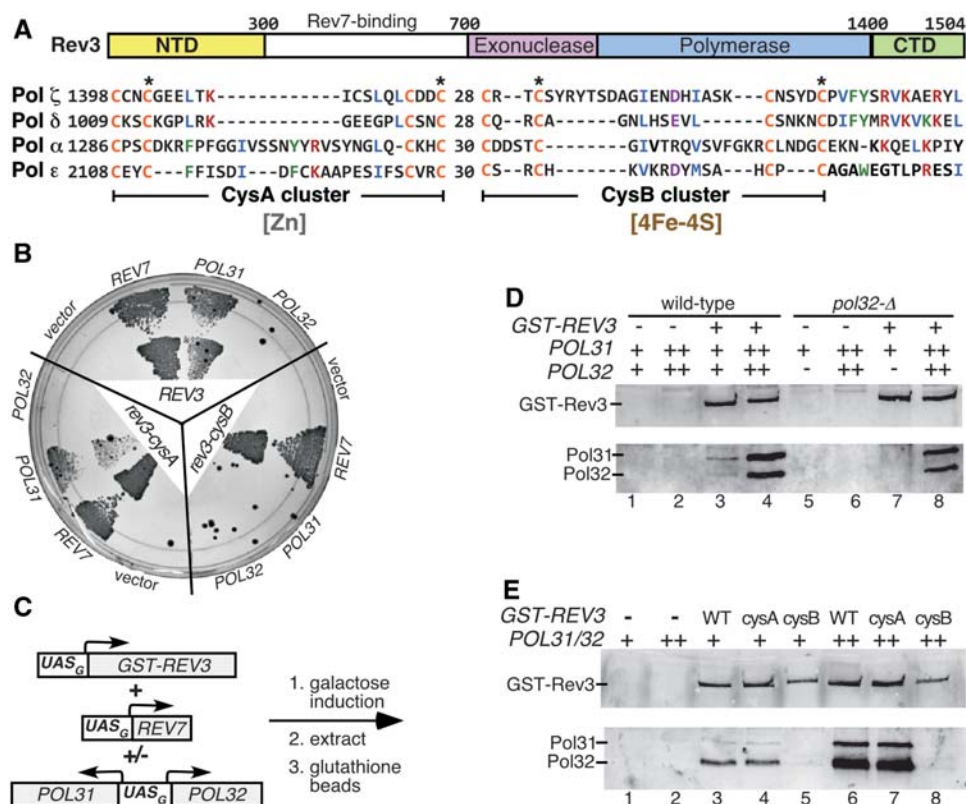 A
300 Rev7-binding 700 1400 1504
Rev3 NTD Exonuclease Polymerase CTD
* * * *
Pol ζ 1398 CCNCGEELTK-------------ICSLQLCDDC 28 CR--TCSYRYTSDAGIENDHIASK---CNSYDCPVFYSRVKAERYL
Pol δ 1009 CKSCKGPLRK-------------GEEGPLCSNC 28 CQ--RCA-----GNLHSEVL------CSNKNCDIFYMRVKVKKEL
Pol α 1286 CPSCDKRFPFGGIVSSNYYRVSYNGLQ-CKHC 30 CDDSTC------GIVTRQVSVFGKRCLNDGCEKN-KKQELKPIY
Pol ε 2108 CEYC---FFISDI---DFCKAAPESIFSCVRC 30 CS--RCH-----KVKRDYMSA---HCP--CAGAWEGTLPRESI
CysA cluster CysB cluster
[Zn] [4Fe-4S]
B
vector
REV7
POL31
POL32
vector
REV7
POL31
POL32
vector
REV7
POL31
POL32
REV3
rev3-cysA
rev3-cysB
C
UASG GST-REV3
+
UASG REV7
+/-
POL31 UASG POL32
1. galactose
induction
2. extract
3. glutathione
beads
D
wild-type pol32-Δ
GST-REV3 - - + + - - + +
POL31 + ++ + ++ + ++ + ++
POL32 + ++ + ++ - ++ - ++
GST-Rev3
Pol31
Pol32
1 2 3 4 5 6 7 8
E
GST-REV3 - - WT cysA cysB WT cysA cysB
POL31/32 + ++ + + + ++ ++ ++
GST-Rev3
Pol31
Pol32
1 2 3 4 5 6 7 8